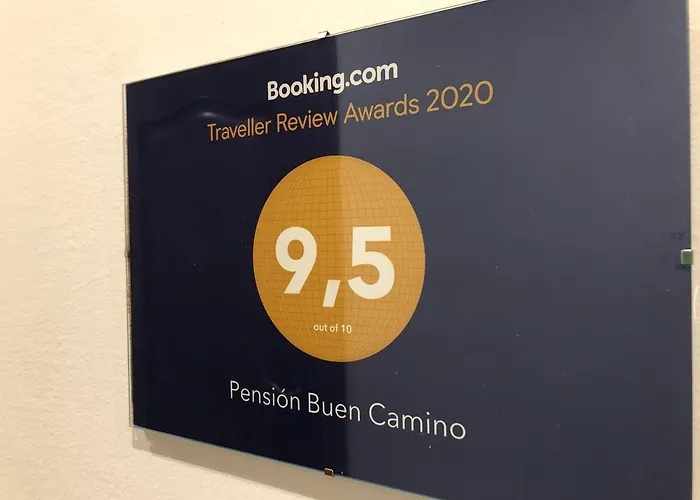 Booking.com
Traveller Review Awards 2020
9,5
out of 10
Pensión Buen Camino